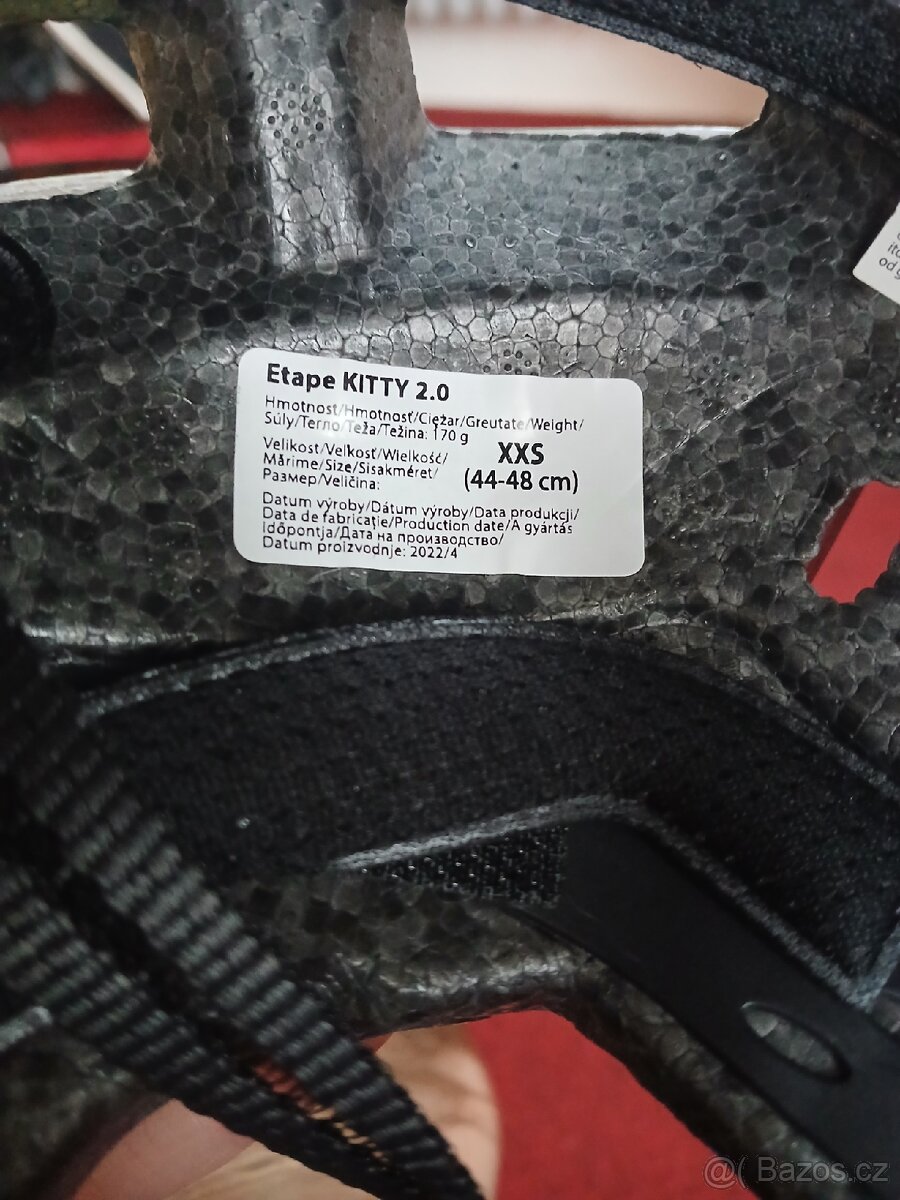 Etape KITTY 2.0
Hmotnost/Hmotnosť/Ciężar/Greutate/Weight/
Súly/Terno/Teža/Težina: 170 g
Velikost/Veľkosť/Wielkość/
Mărime/Size/Sisakméret/
Размер/Veličina:
XXS
(44-48 cm)
Datum výroby/Dátum výroby/Data produkcji/
Data de fabricație/Production date/A gyártás
időpontja/Дата на производство/
Datum proizvodnje: 2022/4
@( Bazos.cz